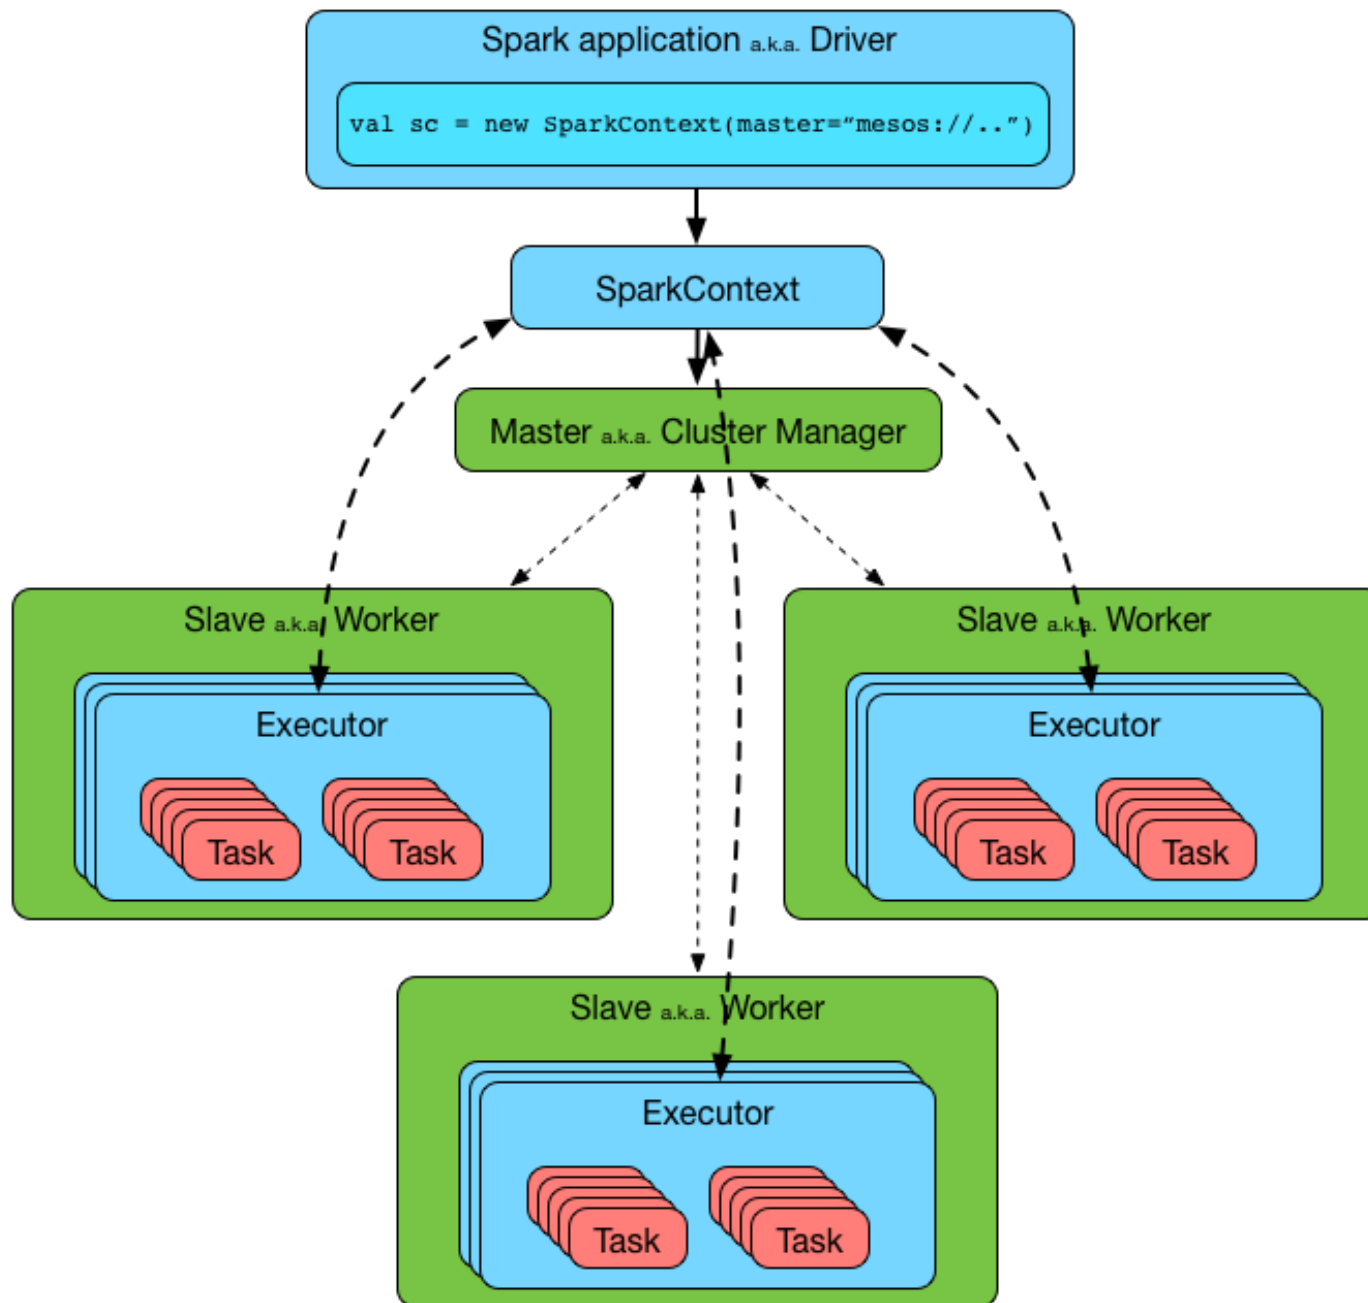 Spark application a.k.a. Driver
val sc = new SparkContext(master=“mesos://..”)
SparkContext
Master a.k.a. Cluster Manager
Slave a.k.a. Worker
Executor
Task
Task
Slave a.k.a. Worker
Executor
Task
Task
Slave a.k.a. Worker
Executor
Task
Task